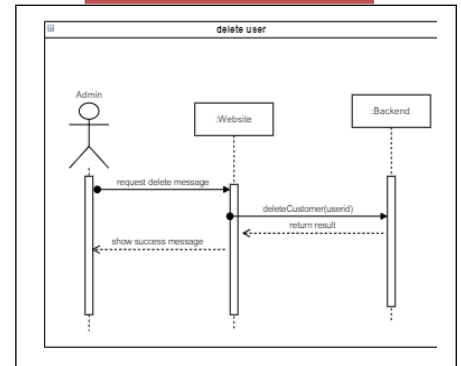 delete user
Admin
:Website
:Backend
request delete message
deleteCustomer(userid)
return result
show success message